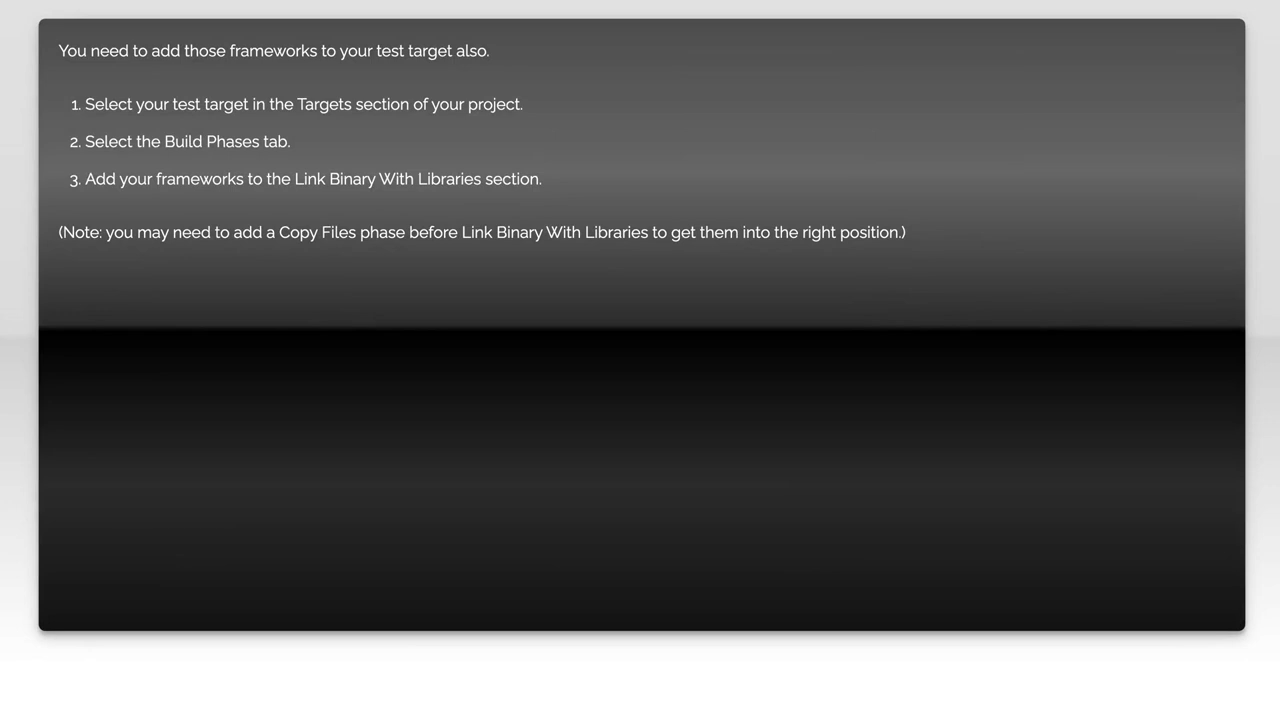 You need to add those frameworks to your test target also.
1. Select your test target in the Targets section of your project.
2. Select the Build Phases tab.
3. Add your frameworks to the Link Binary With Libraries section.
(Note: you may need to add a Copy Files phase before Link Binary With Libraries to get them into the right position.)